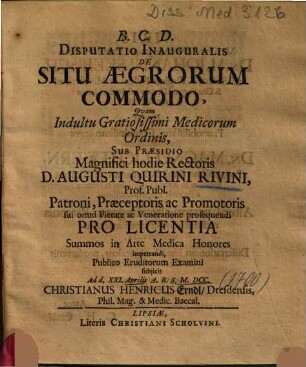 Diss. Med. 3126
B. C. D.
DISPUTATIO INAUGURALIS
DE
SITU ÆGRORUM
COMMODO,
Quam
Indultu Gratiosissimi Medicorum
Ordinis,
SUB PRÆSIDIO
Magnifici hodie Rectoris
D. AUGUSTI QUIRINI RIVINI,
Prof. Publ.
Patroni, Præceptoris ac Promotoris
sui omni Pietate ac Veneratione prosequendi
PRO LICENTIA
Summos in Arte Medica Honores
impetrandi,
Publico Eruditorum Examini
subjicit
Ad d. XXI. Aprilis A. R. S. M. DCC.
(1700)
CHRISTIANUS HENRICUS Erndl/ Dresdensis,
Phil. Mag. & Medic. Baccal.
LIPSIÆ,
Literis CHRISTIANI SCHOLVINI.